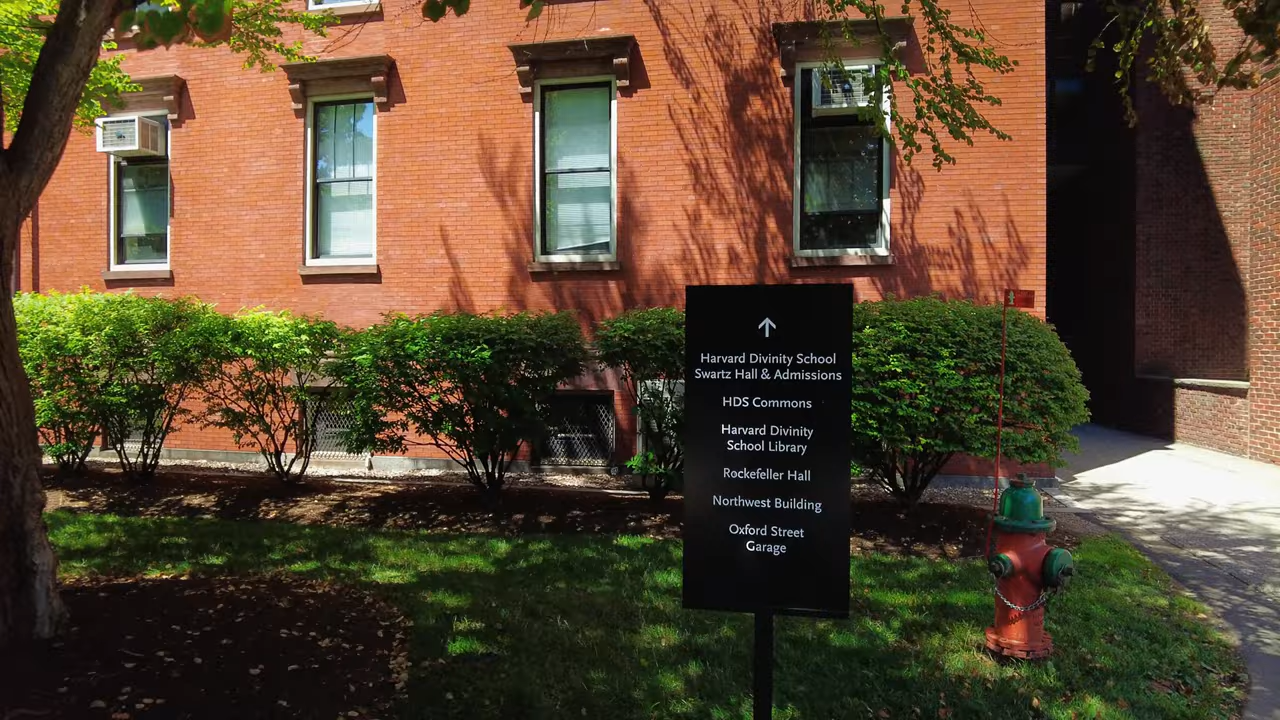 Harvard Divinity School
Swartz Hall & Admissions
HDS Commons
Harvard Divinity
School Library
Rockefeller Hall
Northwest Building
Oxford Street
Garage